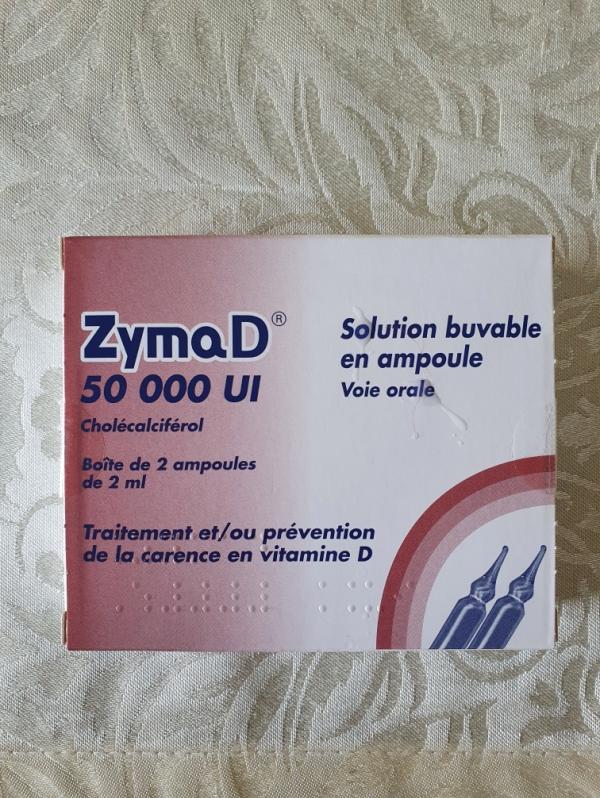 ZymaD®
50 000 UI
Cholécalciférol
Boîte de 2 ampoules
de 2 ml
Traitement et/ou prévention
de la carence en vitamine D
Solution buvable
en ampoule
Voie orale